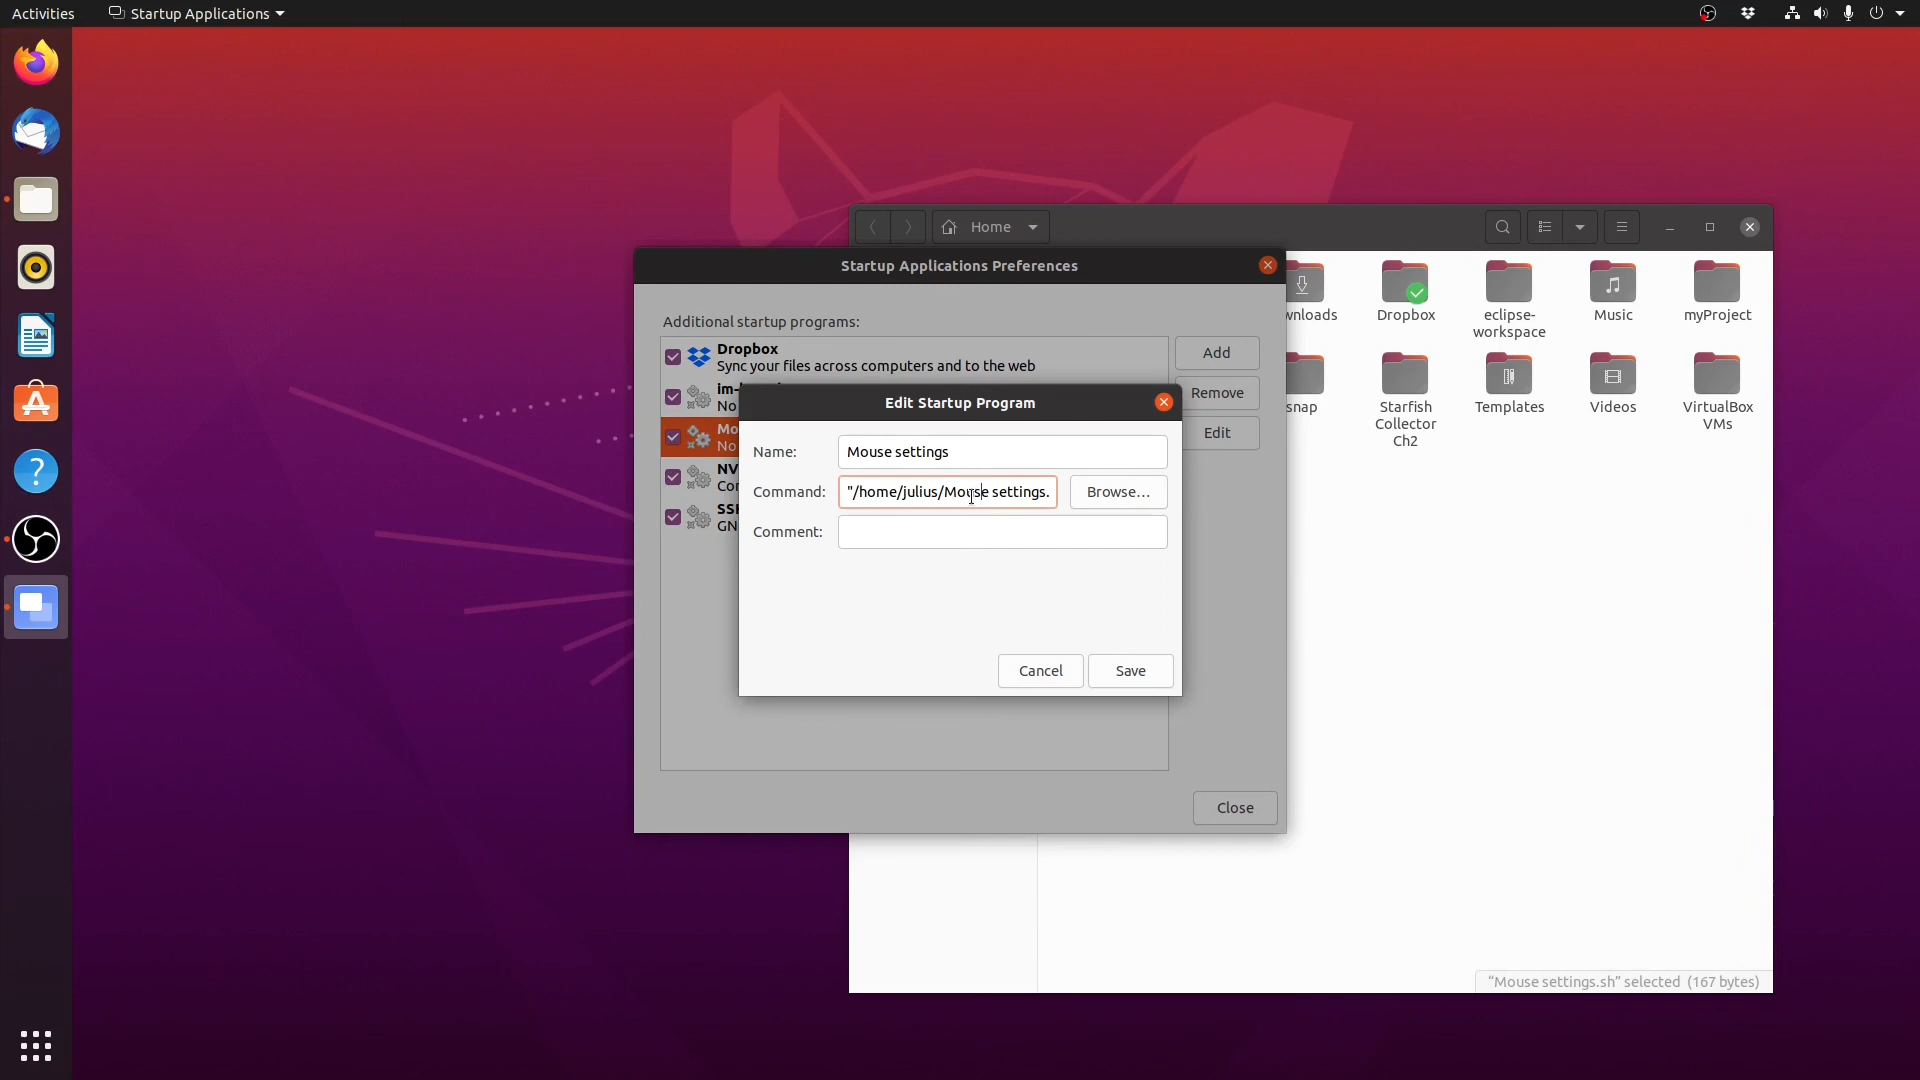 Activities
Startup Applications
Home
Startup Applications Preferences
wnloads
Dropbox
eclipse-
workspace
Music
myProject
Additional startup programs:
Dropbox
Sync your files across computers and to the web
Add
im-
No
Remove
Mo
No
Edit
NV
Con
SSH
GN
snap
Starfish
Collector
Ch2
Templates
Videos
VirtualBox
VMs
Edit Startup Program
Name:
Mouse settings
Command:
"/home/julius/Mouse settings.
Browse…
Comment:
Cancel
Save
Close
“Mouse settings.sh” selected (167 bytes)